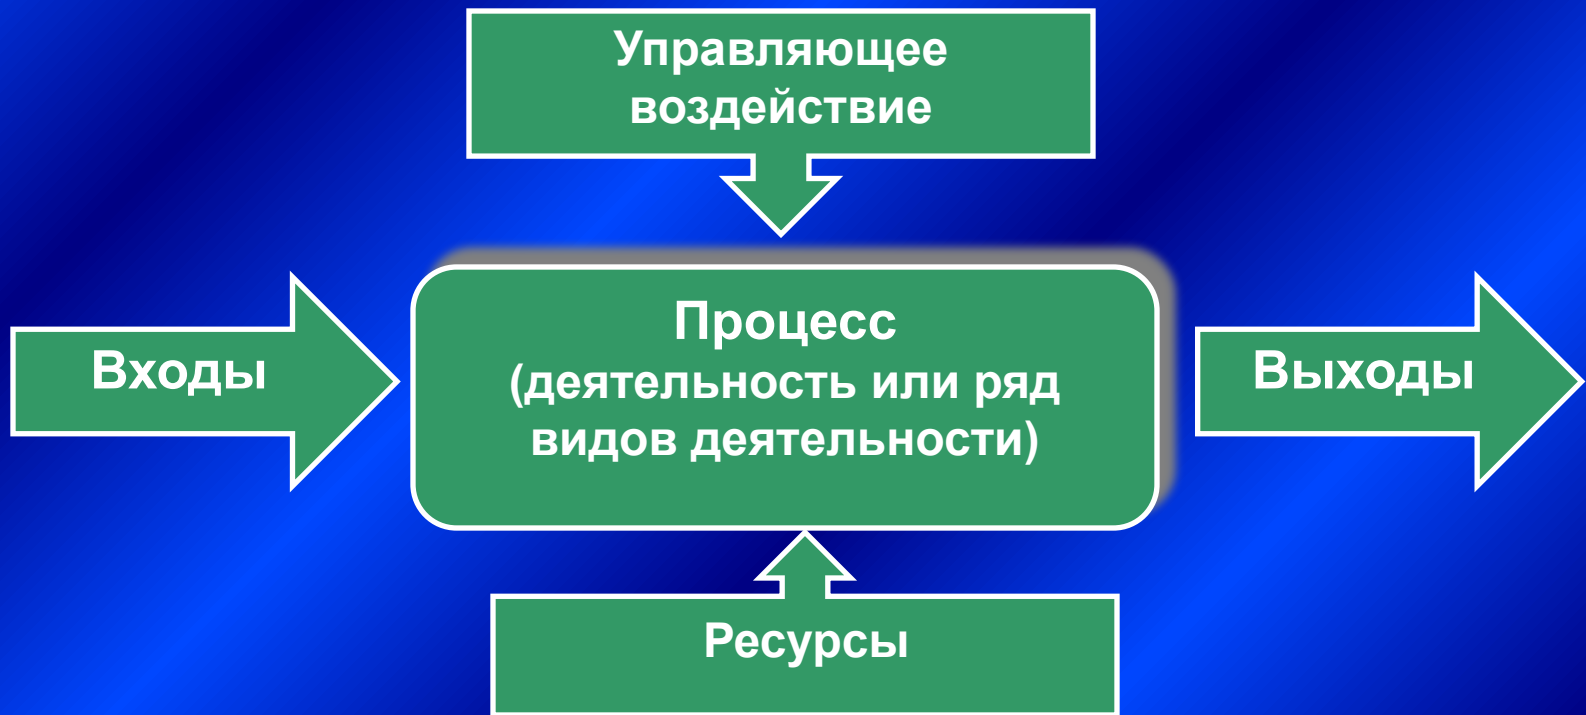 Управляющее
воздействие
Входы
Процесс
(деятельность или ряд
видов деятельности)
Выходы
Ресурсы